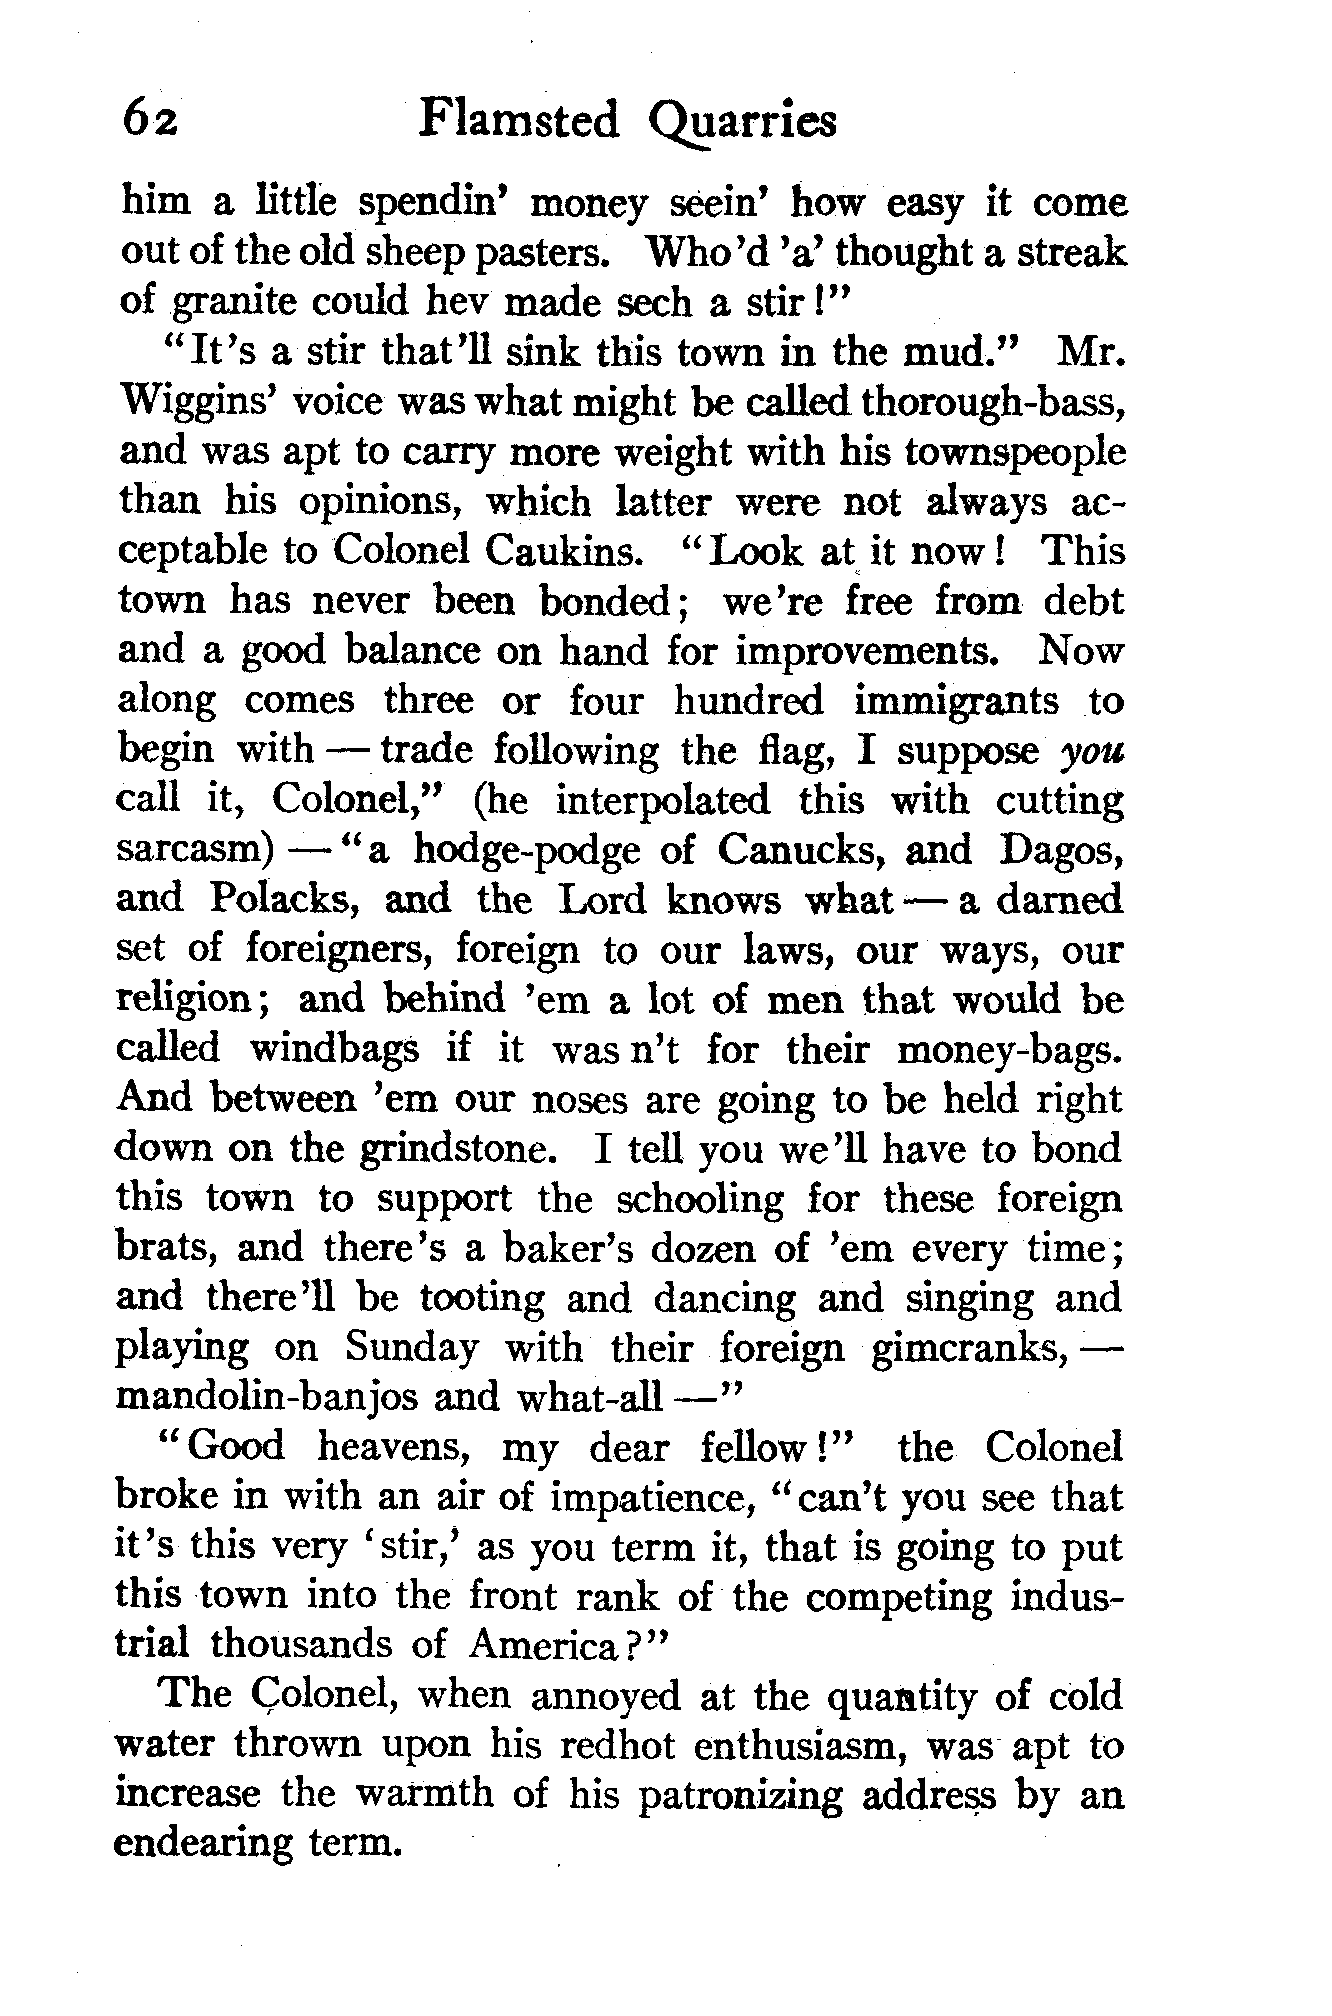 62 Flamsted Quarries
him a little spendin' money seein' how easy it come
out of the old sheep pasters. Who'd 'a' thought a streak
of granite could hev made sech a stir!"
"It's a stir that'll sink this town in the mud." Mr.
Wiggins' voice was what might be called thorough-bass,
and was apt to carry more weight with his townspeople
than his opinions, which latter were not always ac-
ceptable to Colonel Caukins. "Look at it now! This
town has never been bonded; we're free from debt
and a good balance on hand for improvements. Now
along comes three or four hundred immigrants to
begin with — trade following the flag, I suppose you
call it, Colonel," (he interpolated this with cutting
sarcasm) — "a hodge-podge of Canucks, and Dagos,
and Polacks, and the Lord knows what — a darned
set of foreigners, foreign to our laws, our ways, our
religion; and behind 'em a lot of men that would be
called windbags if it was n't for their money-bags.
And between 'em our noses are going to be held right
down on the grindstone. I tell you we'll have to bond
this town to support the schooling for these foreign
brats, and there's a baker's dozen of 'em every time;
and there'll be tooting and dancing and singing and
playing on Sunday with their foreign gimcranks, —
mandolin-banjos and what-all —"
"Good heavens, my dear fellow!" the Colonel
broke in with an air of impatience, "can't you see that
it's this very 'stir,' as you term it, that is going to put
this town into the front rank of the competing indus-
trial thousands of America?"
The Colonel, when annoyed at the quantity of cold
water thrown upon his redhot enthusiasm, was apt to
increase the warmth of his patronizing address by an
endearing term.